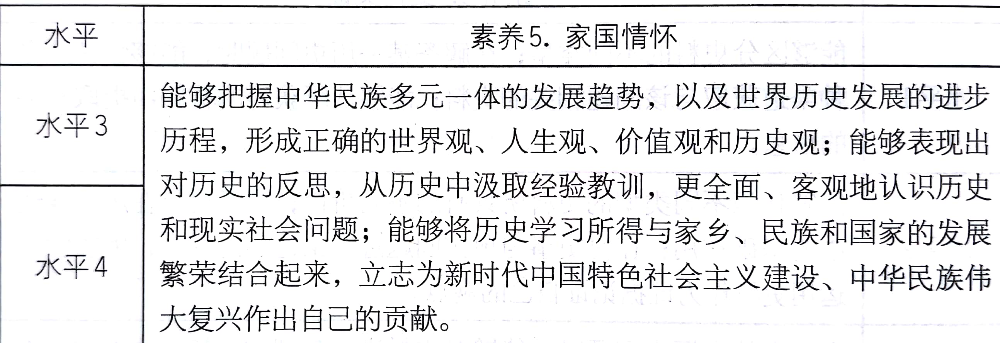 水平
素养5. 家国情怀
水平3
能够把握中华民族多元一体的发展趋势，以及世界历史发展的进步
历程，形成正确的世界观、人生观、价值观和历史观；能够表现出
对历史的反思，从历史中汲取经验教训，更全面、客观地认识历史
和现实社会问题；能够将历史学习所得与家乡、民族和国家的发展
繁荣结合起来，立志为新时代中国特色社会主义建设、中华民族伟
大复兴作出自己的贡献。
水平4